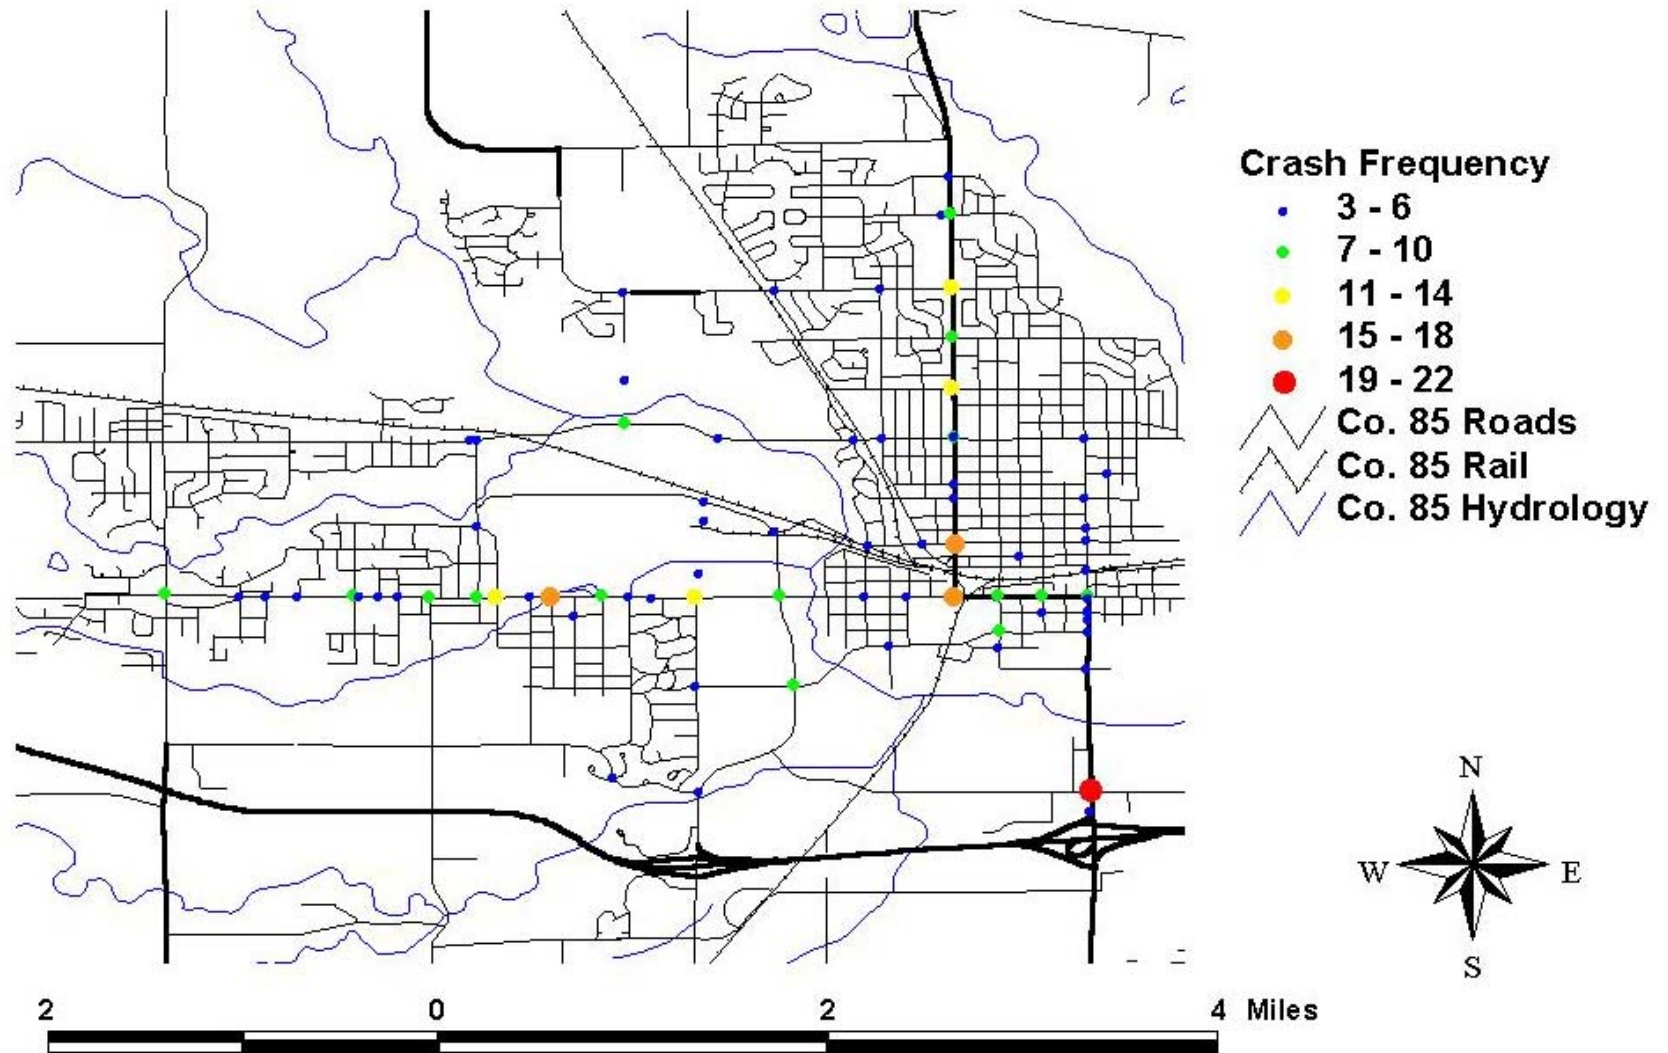 Crash Frequency
3 - 6
7 - 10
11 - 14
15 - 18
19 - 22
Co. 85 Roads
Co. 85 Rail
Co. 85 Hydrology
N
W E
S
2 0 2 4 Miles